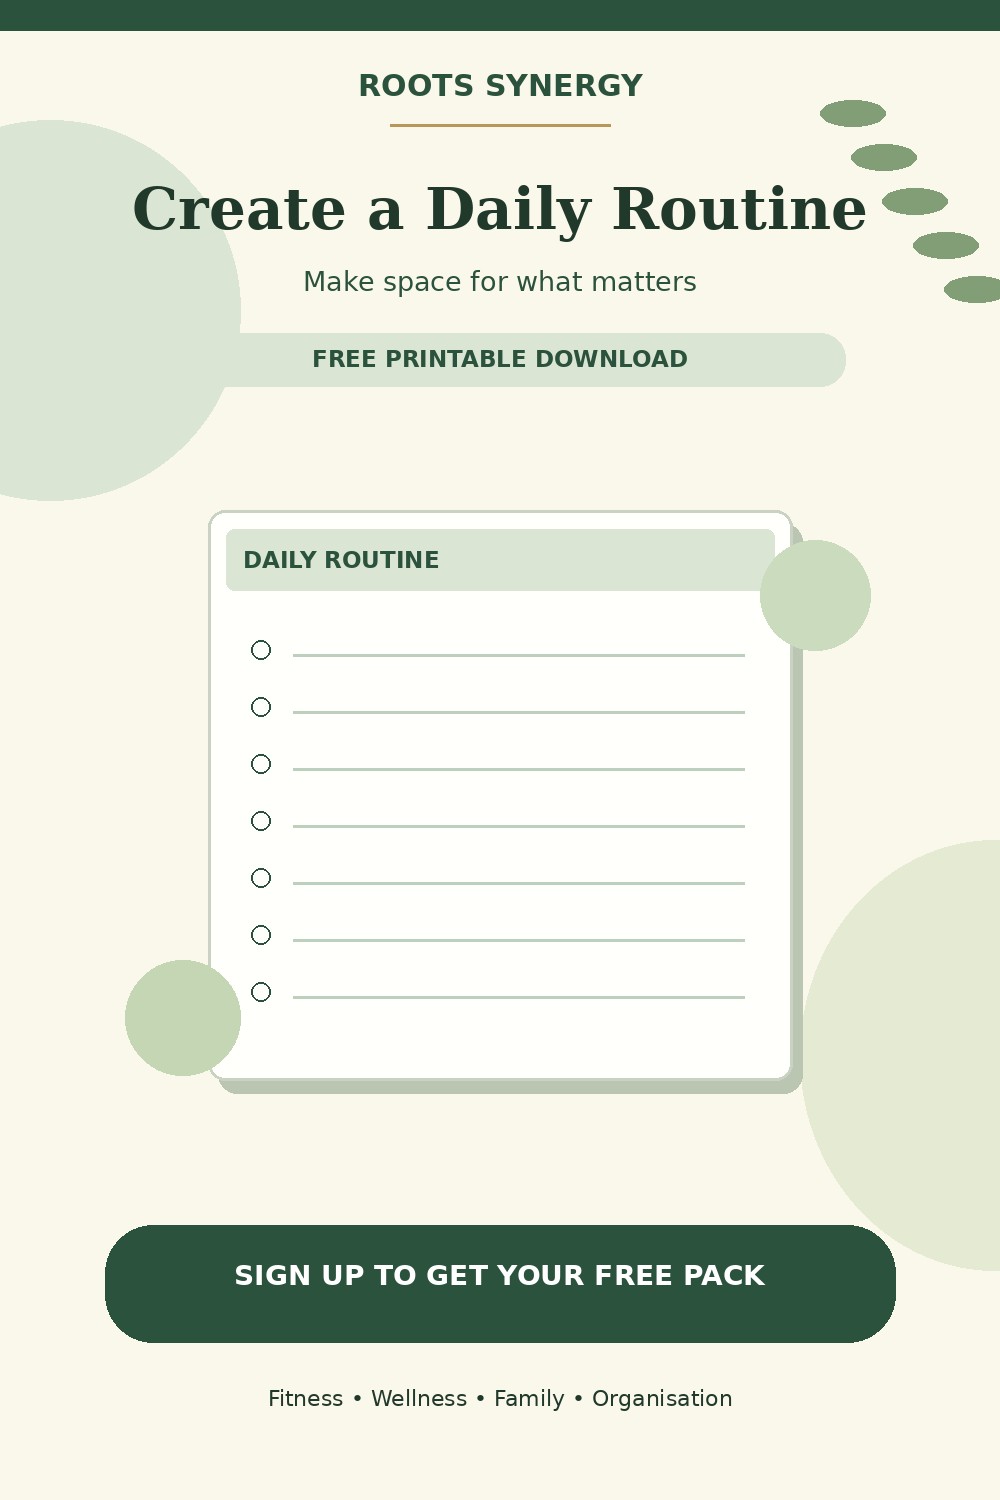 ROOTS SYNERGY
Create a Daily Routine
Make space for what matters
FREE PRINTABLE DOWNLOAD
DAILY ROUTINE
SIGN UP TO GET YOUR FREE PACK
Fitness • Wellness • Family • Organisation